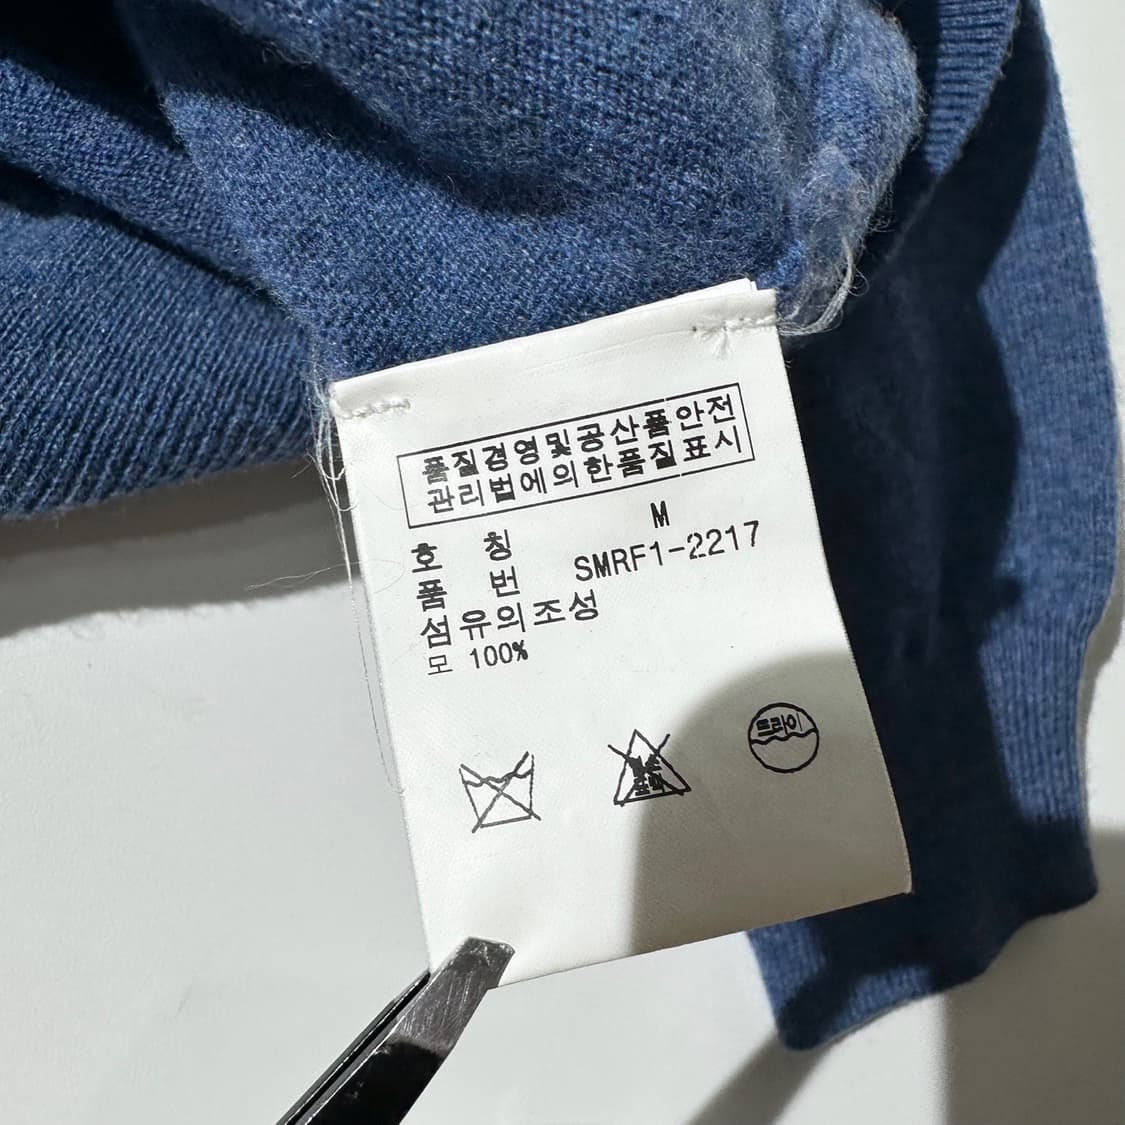 품질경영및공산품안전
관리법에의한품질표시
호 칭 M
품 번 SMRF1-2217
섬유의조성
모 100%
드라이